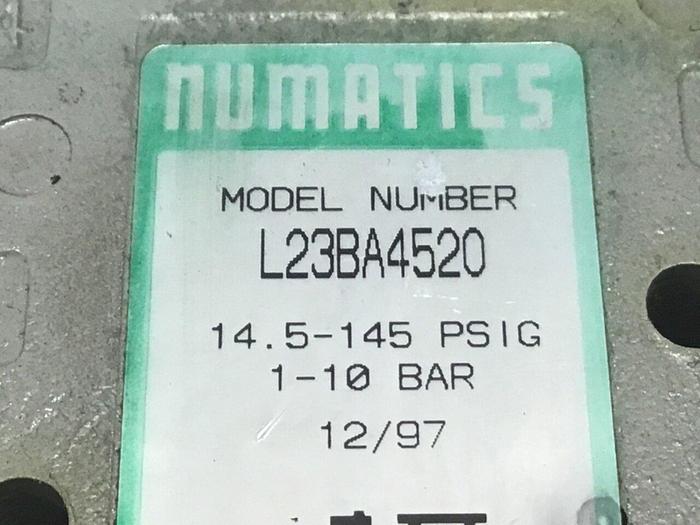 NUMATICS
MODEL NUMBER
L23BA4520
14.5-145 PSIG
1-10 BAR
12/97